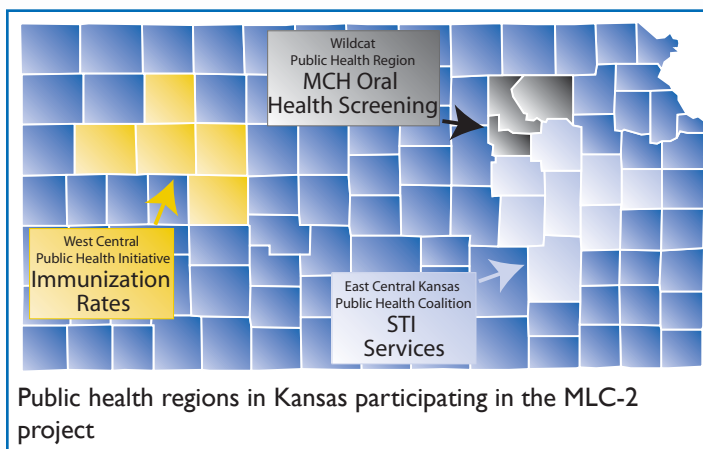 Wildcat
Public Health Region
MCH Oral
Health Screening
West Central
Public Health Initiative
Immunization
Rates
East Central Kansas
Public Health Coalition
STI
Services
Public health regions in Kansas participating in the MLC-2
project